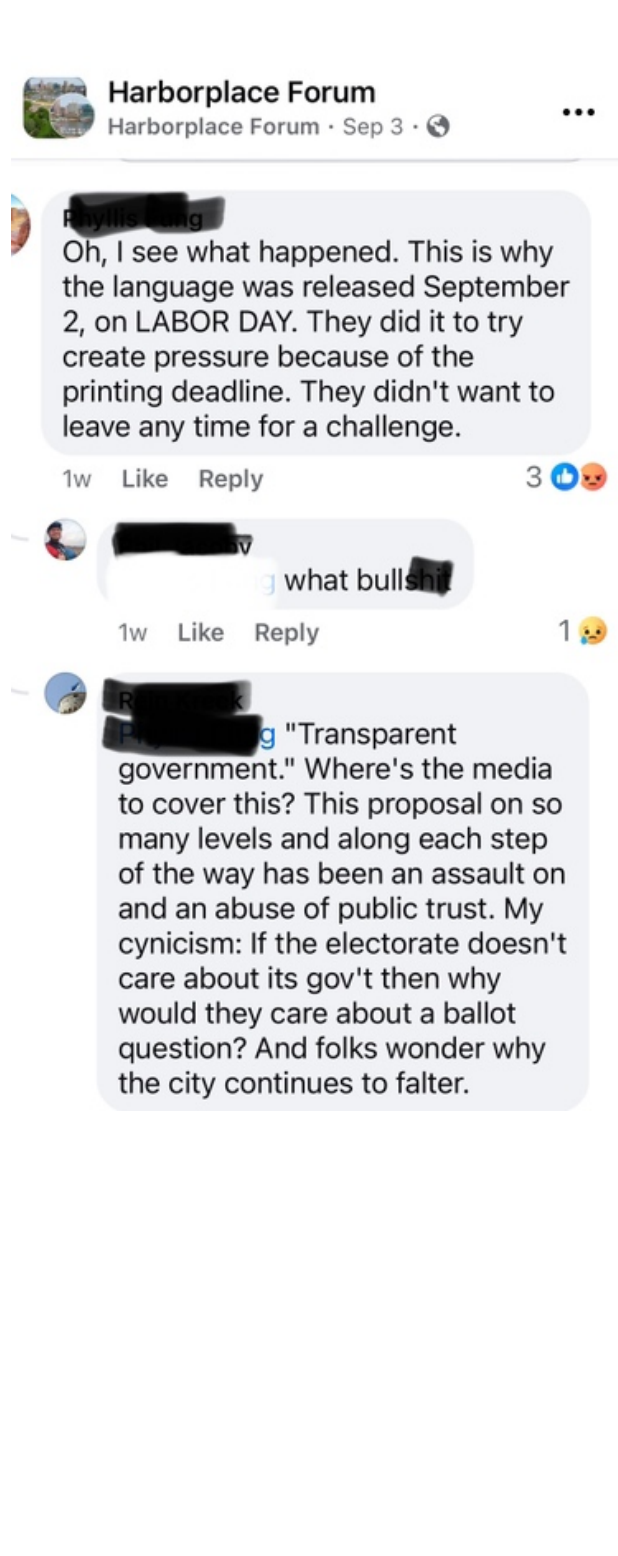 Harborplace Forum
Harborplace Forum · Sep 3 ·
Oh, I see what happened. This is why
the language was released September
2, on LABOR DAY. They did it to try
create pressure because of the
printing deadline. They didn't want to
leave any time for a challenge.
1w Like Reply 3
what bullshit
1w Like Reply 1
g "Transparent
government." Where's the media
to cover this? This proposal on so
many levels and along each step
of the way has been an assault on
and an abuse of public trust. My
cynicism: If the electorate doesn't
care about its gov't then why
would they care about a ballot
question? And folks wonder why
the city continues to falter.